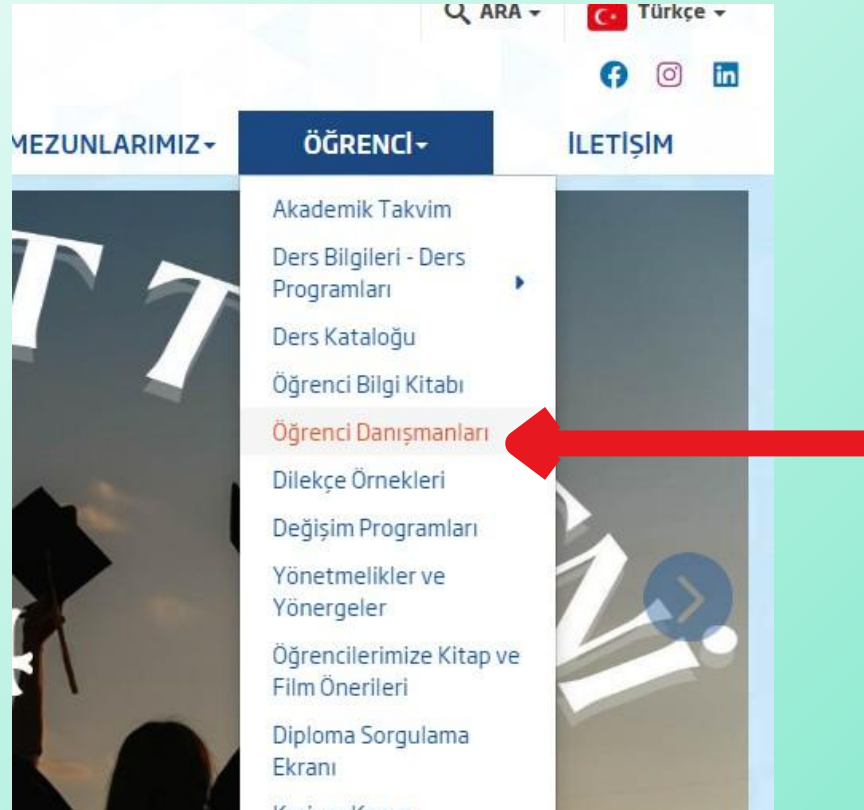 ARA
Türkçe
MEZUNLARIMIZ
ÖĞRENCİ
İLETİŞİM
Akademik Takvim
Ders Bilgileri - Ders
Programları
Ders Kataloğu
Öğrenci Bilgi Kitabı
Öğrenci Danışmanları
Dilekçe Örnekleri
Değişim Programları
Yönetmelikler ve
Yönergeler
Öğrencilerimize Kitap ve
Film Önerileri
Diploma Sorgulama
Ekranı